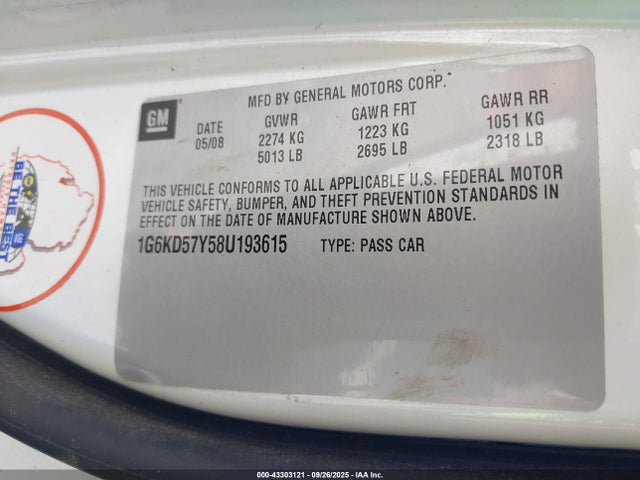 GM
MFD BY GENERAL MOTORS CORP.
DATE GVWR GAWR FRT GAWR RR
05/08 2274 KG 1223 KG 1051 KG
5013 LB 2695 LB 2318 LB
THIS VEHICLE CONFORMS TO ALL APPLICABLE U.S. FEDERAL MOTOR
VEHICLE SAFETY, BUMPER, AND THEFT PREVENTION STANDARDS IN
EFFECT ON THE DATE OF MANUFACTURE SHOWN ABOVE.
1G6KD57Y58U193615 TYPE: PASS CAR
BE THE BEST
000-43303121 - 09/26/2025 - IAA Inc.